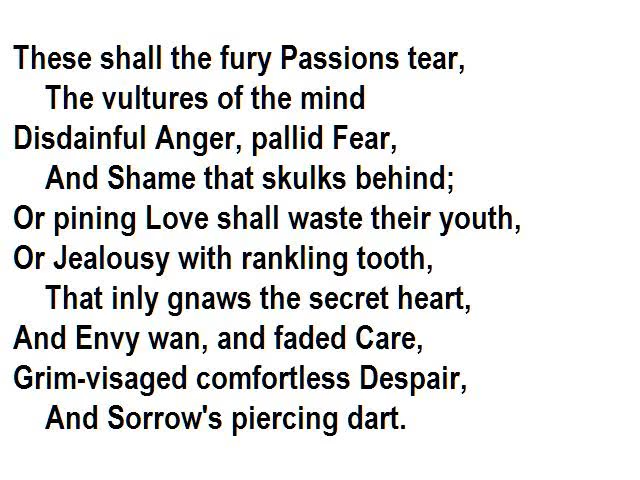 These shall the fury Passions tear,
The vultures of the mind
Disdainful Anger, pallid Fear,
And Shame that skulks behind;
Or pining Love shall waste their youth,
Or Jealousy with rankling tooth,
That inly gnaws the secret heart,
And Envy wan, and faded Care,
Grim-visaged comfortless Despair,
And Sorrow's piercing dart.